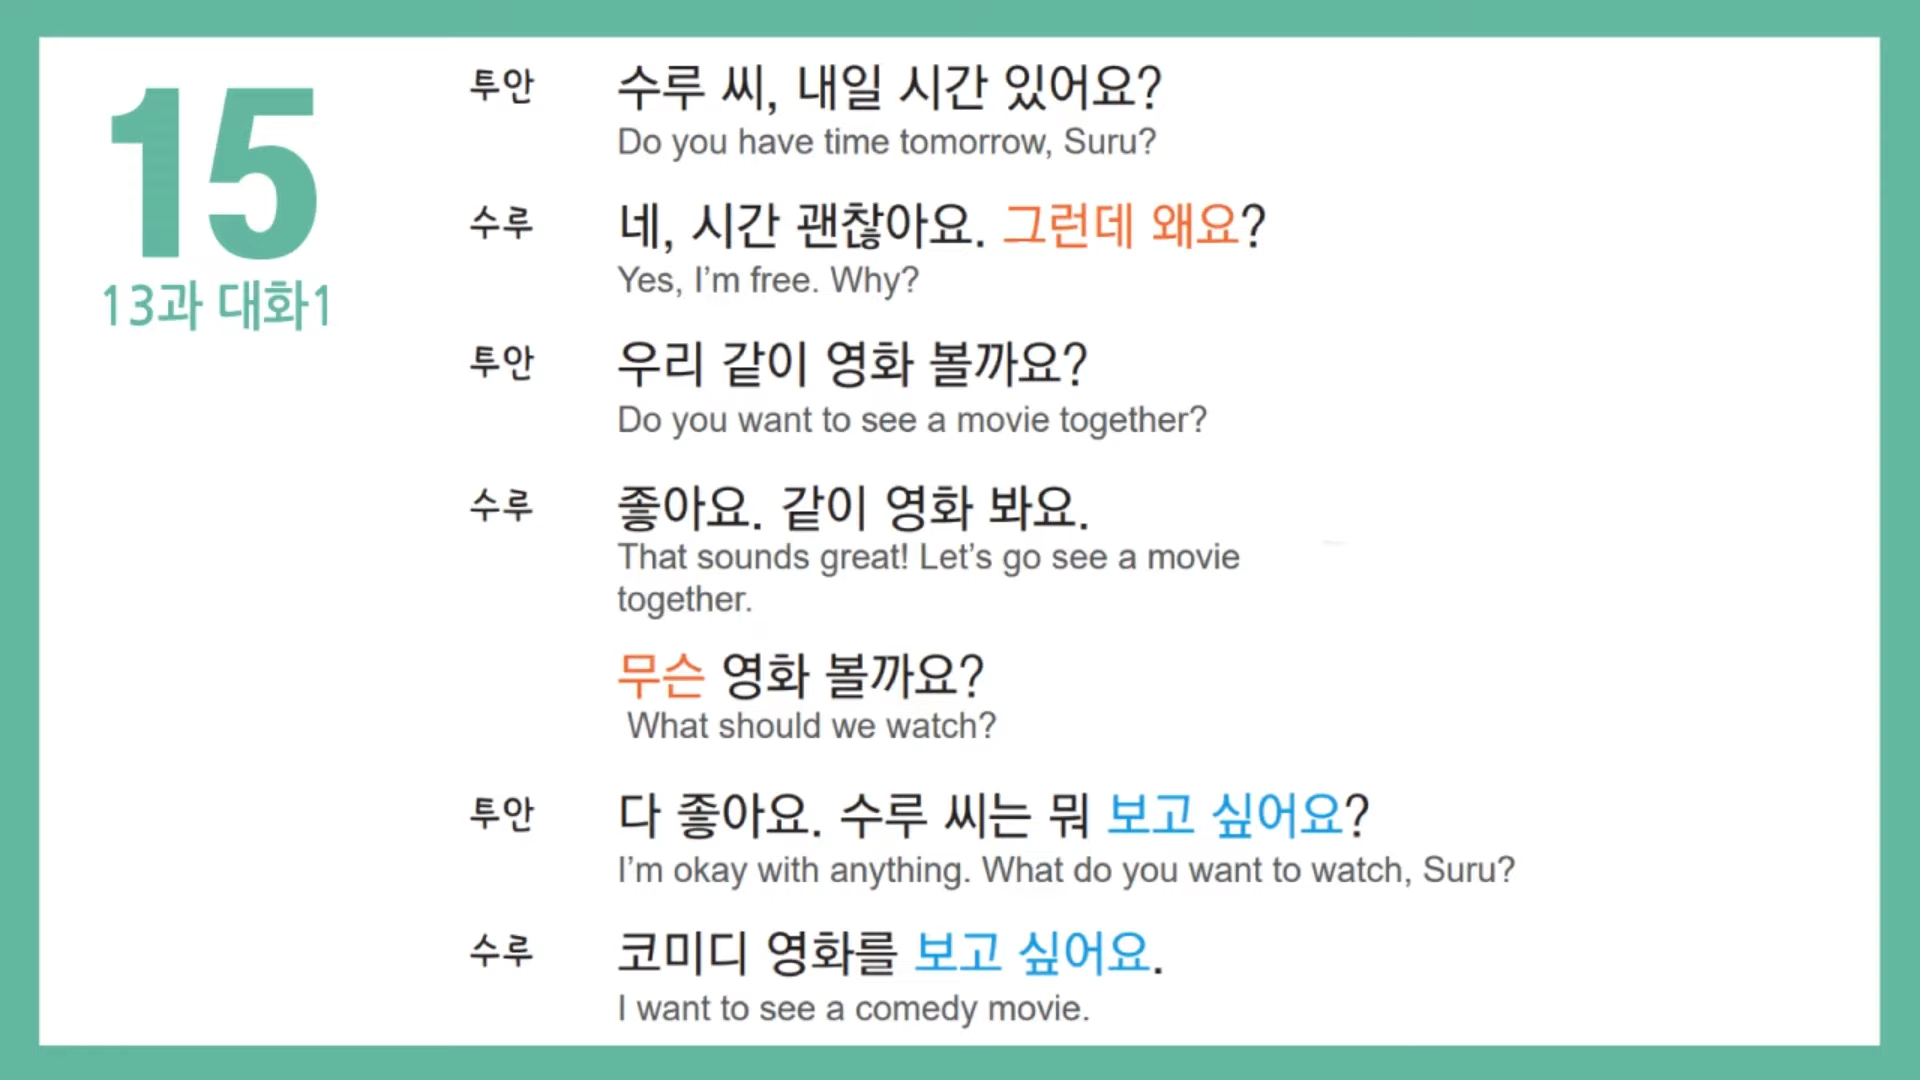 15
13과 대화1
투안 수루 씨, 내일 시간 있어요?
Do you have time tomorrow, Suru?
수루 네, 시간 괜찮아요. 그런데 왜요?
Yes, I’m free. Why?
투안 우리 같이 영화 볼까요?
Do you want to see a movie together?
수루 좋아요. 같이 영화 봐요.
That sounds great! Let’s go see a movie
together.
무슨 영화 볼까요?
What should we watch?
투안 다 좋아요. 수루 씨는 뭐 보고 싶어요?
I’m okay with anything. What do you want to watch, Suru?
수루 코미디 영화를 보고 싶어요.
I want to see a comedy movie.